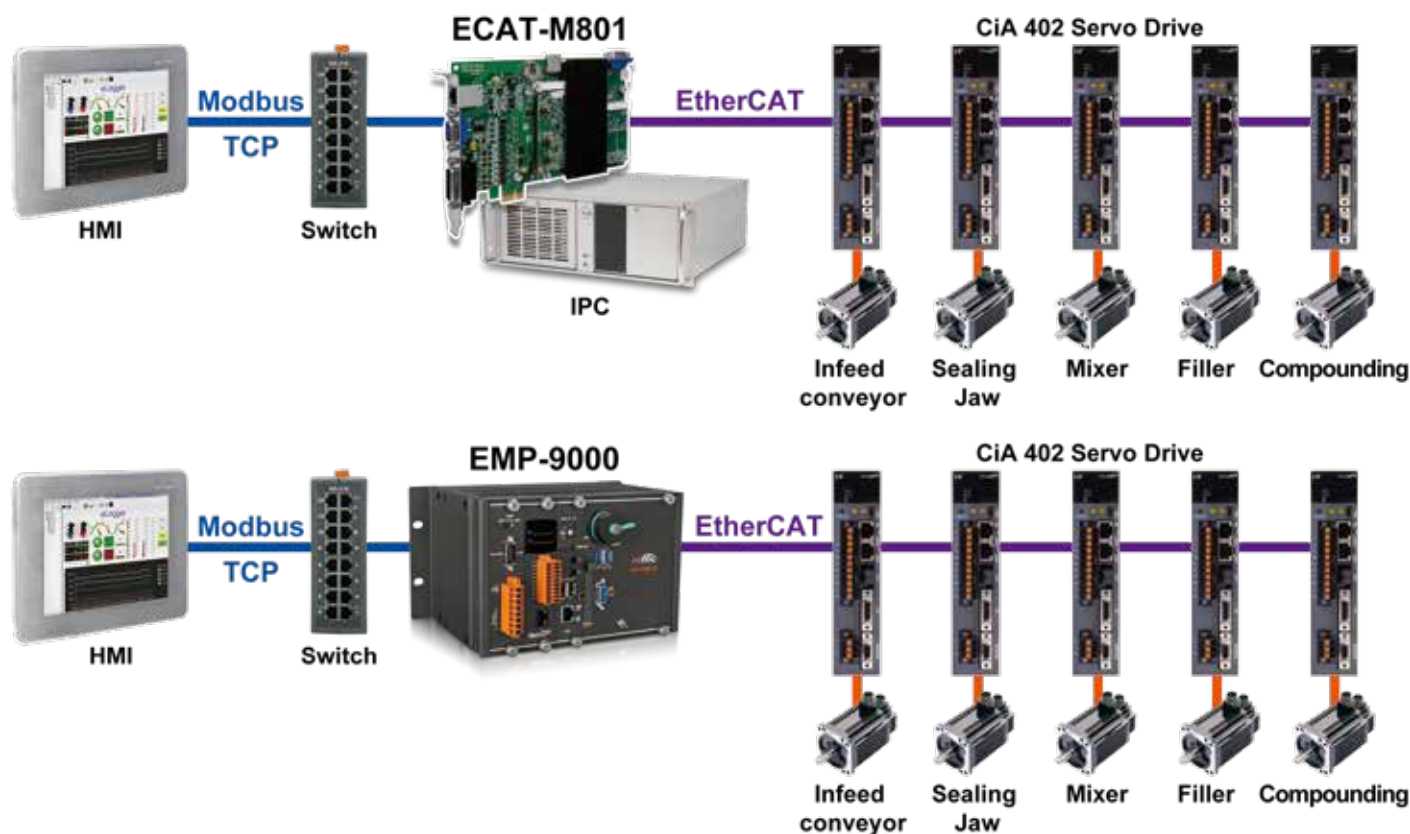 ECAT-M801
CiA 402 Servo Drive
Modbus
TCP
EtherCAT
HMI
Switch
IPC
Infeed
conveyor
Sealing
Jaw
Mixer
Filler
Compounding
EMP-9000
CiA 402 Servo Drive
Modbus
TCP
EtherCAT
HMI
Switch
Infeed
conveyor
Sealing
Jaw
Mixer
Filler
Compounding